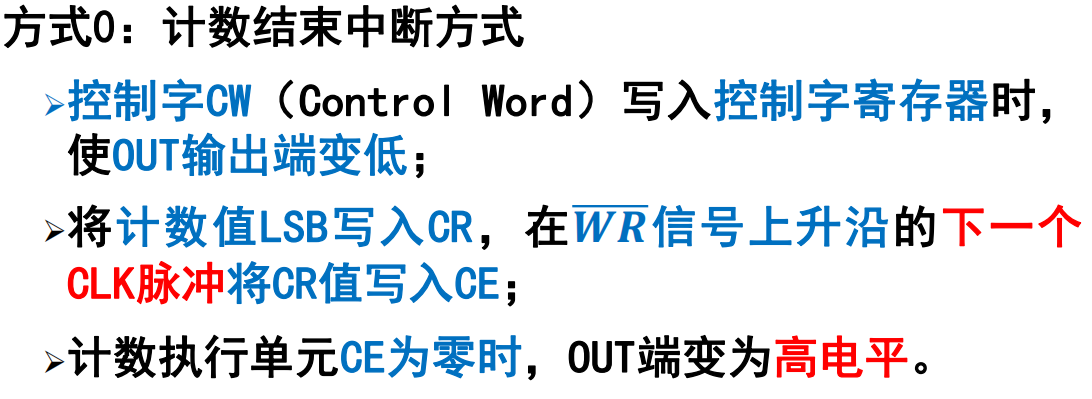 方式0：计数结束中断方式
➢控制字CW（Control Word）写入控制字寄存器时，
使OUT输出端变低；
➢将计数值LSB写入CR，在$\overline{WR}$信号上升沿的下一个
CLK脉冲将CR值写入CE；
➢计数执行单元CE为零时，OUT端变为高电平。